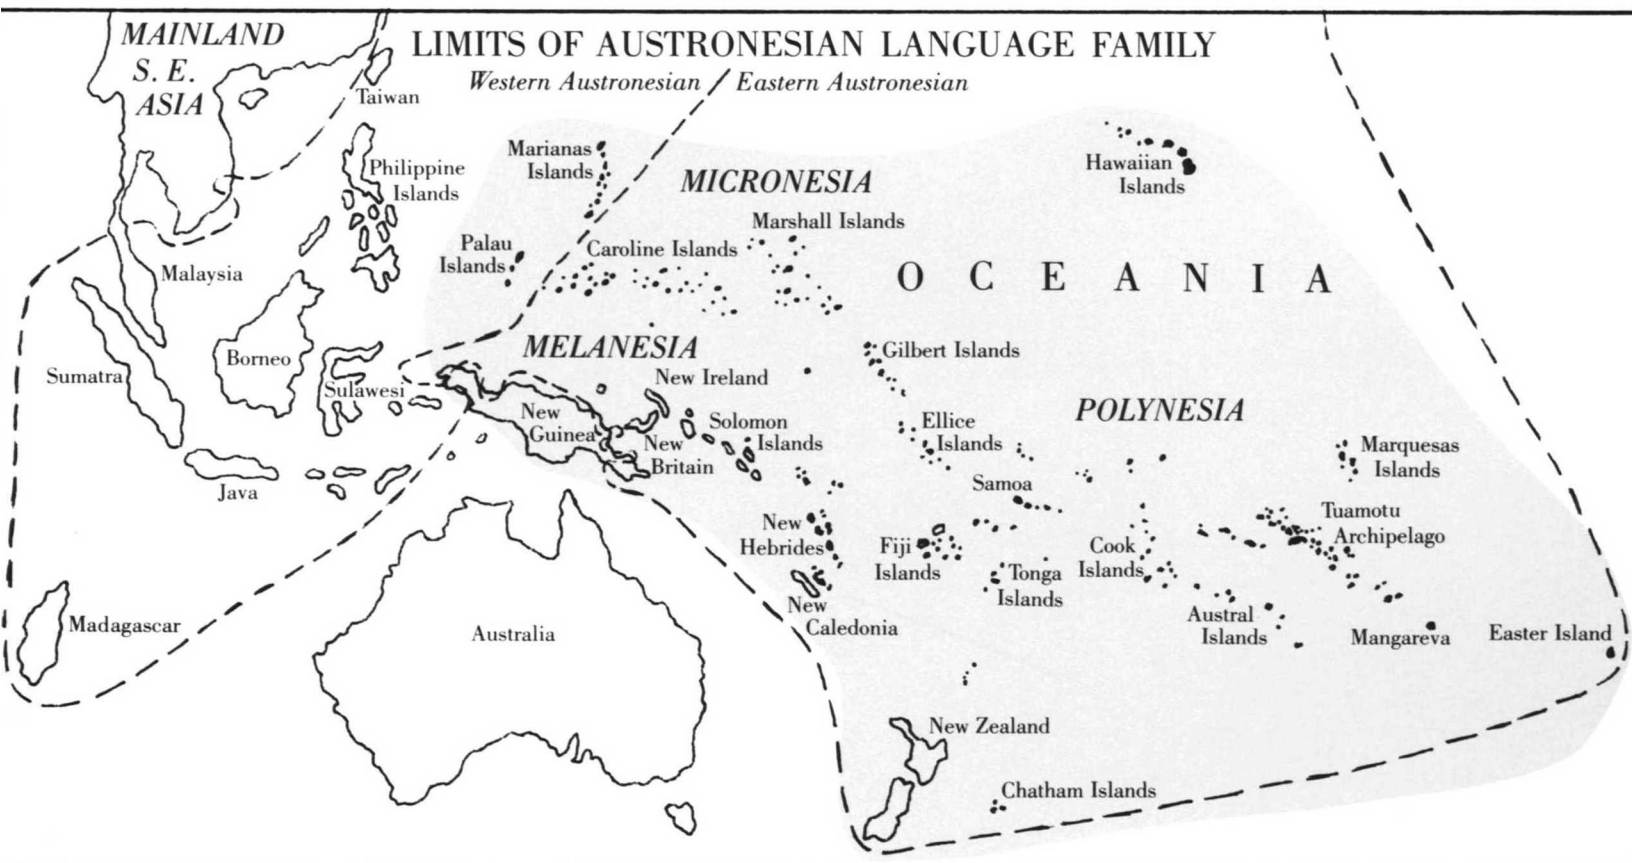 MAINLAND
S. E.
ASIA
LIMITS OF AUSTRONESIAN LANGUAGE FAMILY
Western Austronesian
Eastern Austronesian
Taiwan
Philippine
Islands
Marianas
Islands
MICRONESIA
Hawaiian
Islands
Marshall Islands
Palau
Islands
Caroline Islands
OCEANIA
Malaysia
MELANESIA
Gilbert Islands
Borneo
Sumatra
Sulawesi
New Ireland
New
Guinea
Solomon
Islands
New
Britain
Ellice
Islands
POLYNESIA
Marquesas
Islands
Java
Samoa
Tuamotu
Archipelago
New
Hebrides
Fiji
Islands
Cook
Islands
Tonga
Islands
New
Caledonia
Austral
Islands
Mangareva
Easter Island
Madagascar
Australia
New Zealand
Chatham Islands